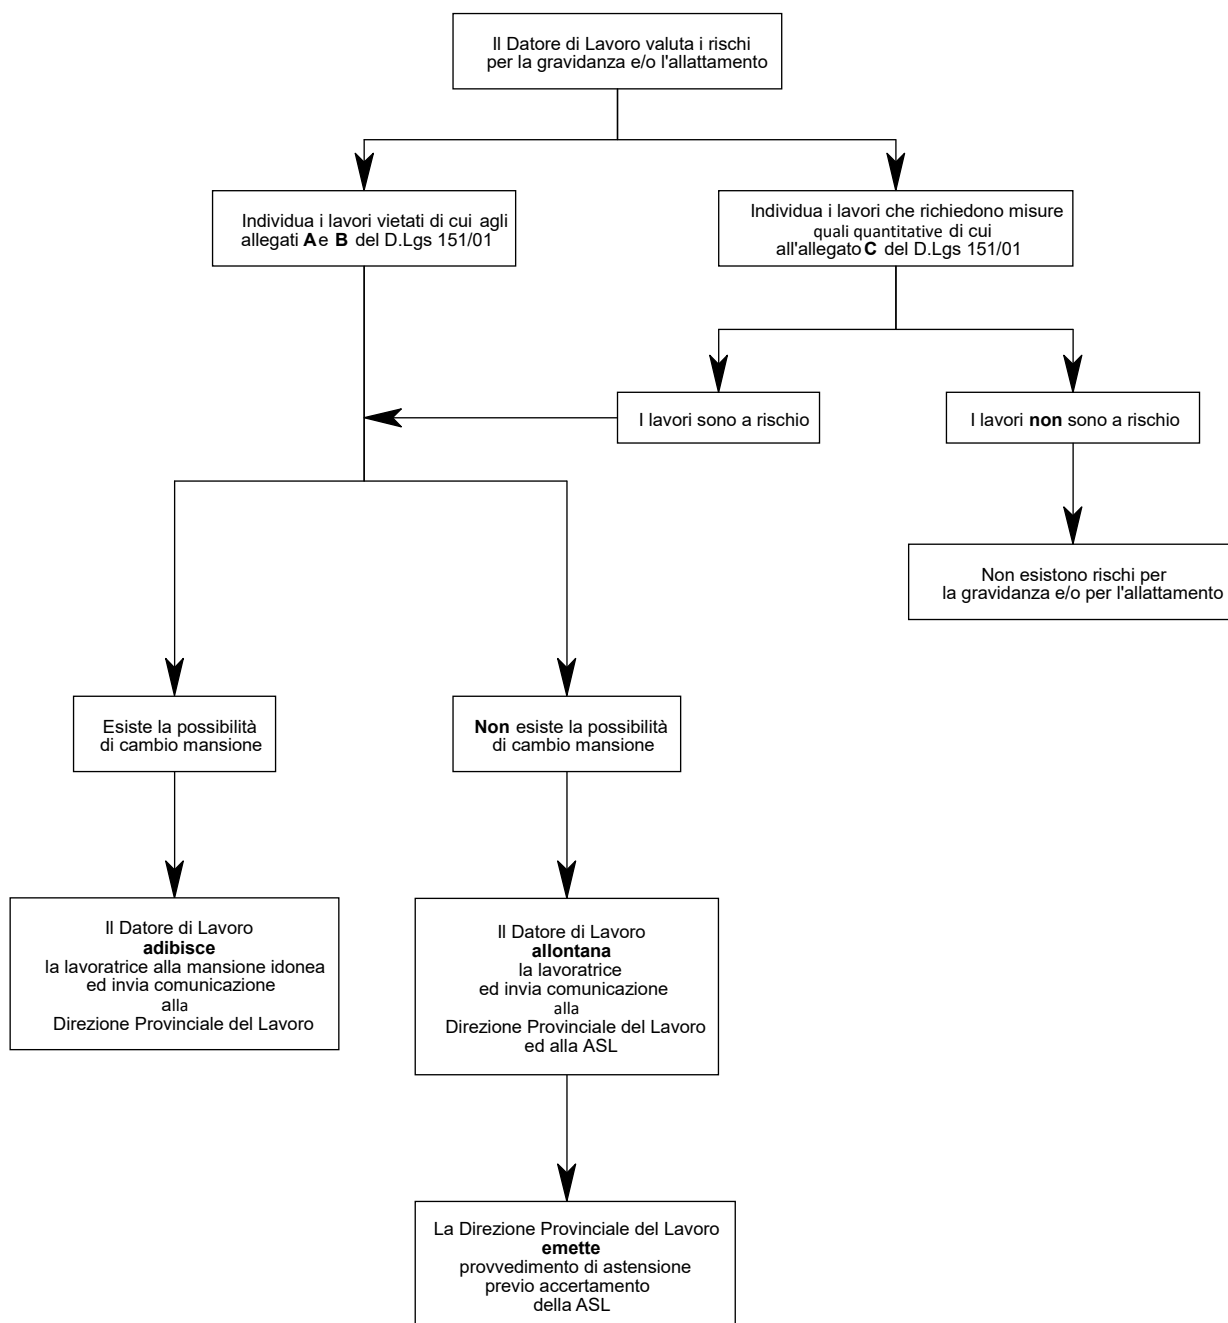 Il Datore di Lavoro valuta i rischi
per la gravidanza e/o l'allattamento
Individua i lavori vietati di cui agli
allegati A e B del D.Lgs 151/01
Individua i lavori che richiedono misure
quali quantitative di cui
all'allegato C del D.Lgs 151/01
I lavori sono a rischio
I lavori non sono a rischio
Non esistono rischi per
la gravidanza e/o per l'allattamento
Esiste la possibilità
di cambio mansione
Non esiste la possibilità
di cambio mansione
Il Datore di Lavoro
adibisce
la lavoratrice alla mansione idonea
ed invia comunicazione
alla
Direzione Provinciale del Lavoro
Il Datore di Lavoro
allontana
la lavoratrice
ed invia comunicazione
alla
Direzione Provinciale del Lavoro
ed alla ASL
La Direzione Provinciale del Lavoro
emette
provvedimento di astensione
previo accertamento
della ASL